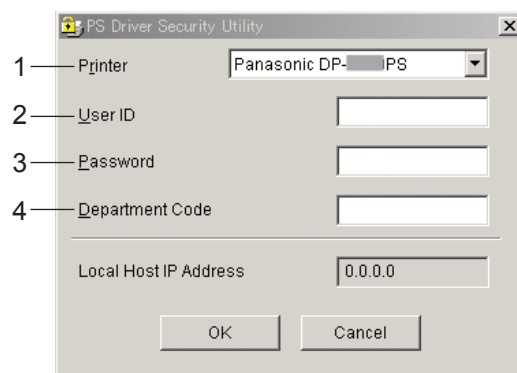 PS Driver Security Utility
1 Printer Panasonic DP- PS
2 User ID
3 Password
4 Department Code
Local Host IP Address 0.0.0.0
OK Cancel